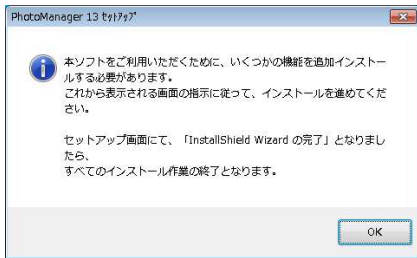 PhotoManager 13 ｾｯﾄｱｯﾌﾟ
本ソフトをご利用いただくために、いくつかの機能を追加インストー
ルする必要があります。
これから表示される画面の指示に従って、インストールを進めてくだ
さい。
セットアップ画面にて、「InstallShield Wizard の完了」となりまし
たら、
すべてのインストール作業の終了となります。
OK